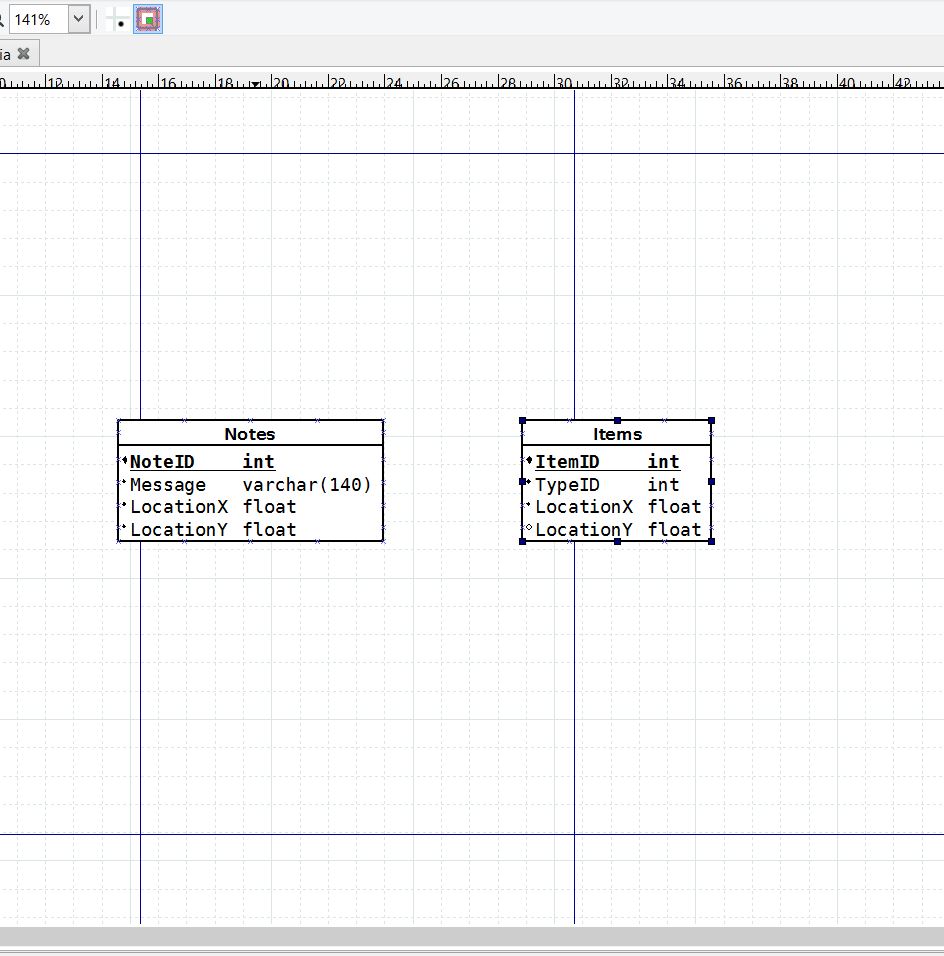 141%
ia
12 14 16 18 20 22 24 26 28 30 32 34 36 38 40 42
Notes
NoteID int
Message varchar(140)
LocationX float
LocationY float
Items
ItemID int
TypeID int
LocationX float
LocationY float